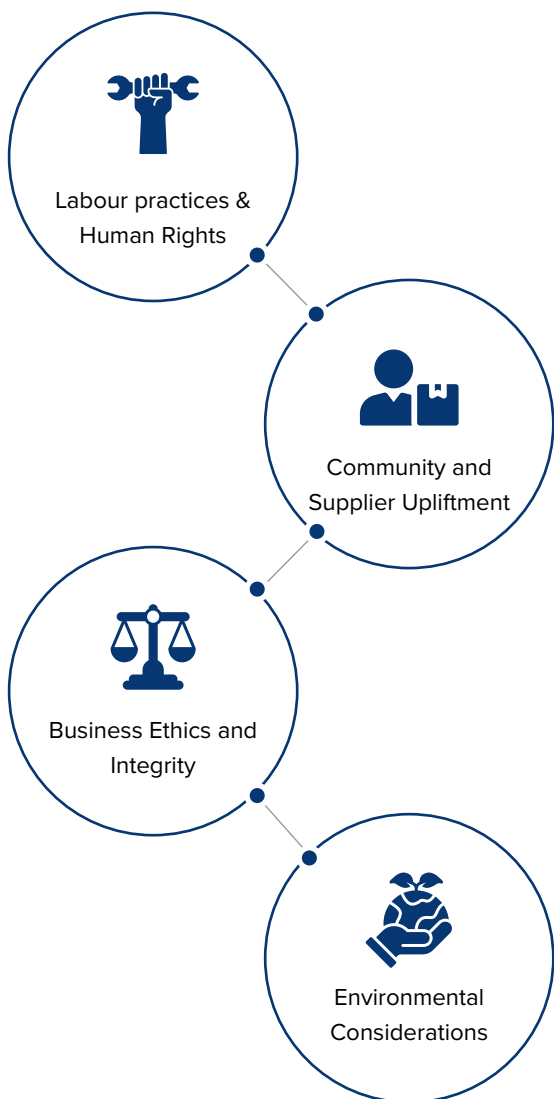 Labour practices &
Human Rights
Community and
Supplier Upliftment
Business Ethics and
Integrity
Environmental
Considerations